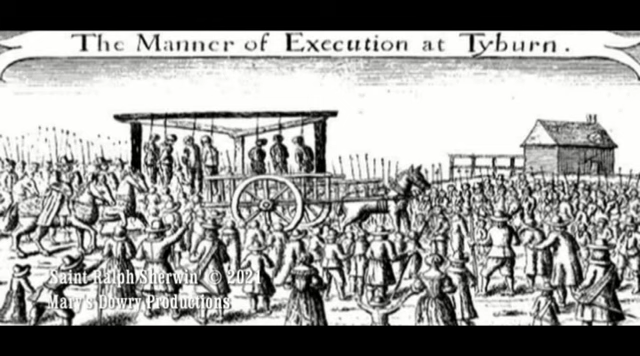 The Manner of Execution at Tyburn.
Saint Ralph Sherwin © 2021
Mary's Dowry Productions